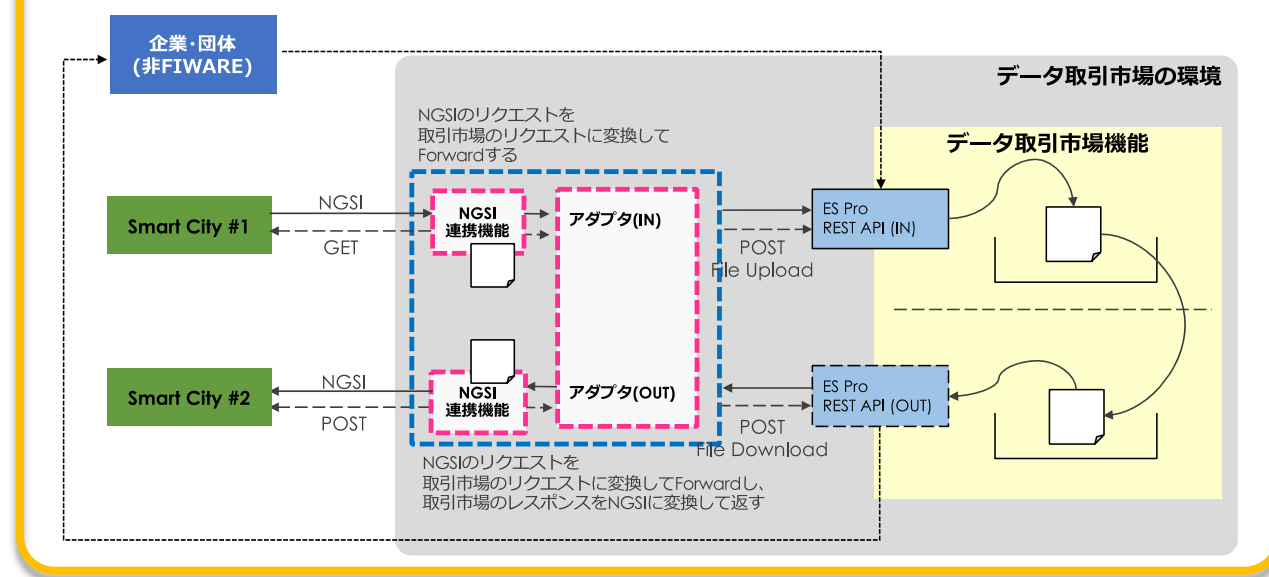 企業・団体
(非FIWARE)
データ取引市場の環境
NGSIのリクエストを
取引市場のリクエストに変換して
Forwardする
データ取引市場機能
Smart City #1
NGSI
GET
NGSI
連携機能
アダプタ(IN)
POST
File Upload
ES Pro
REST API (IN)
Smart City #2
NGSI
POST
NGSI
連携機能
アダプタ(OUT)
POST
File Download
ES Pro
REST API (OUT)
NGSIのリクエストを
取引市場のリクエストに変換してForwardし、
取引市場のレスポンスをNGSIに変換して返す